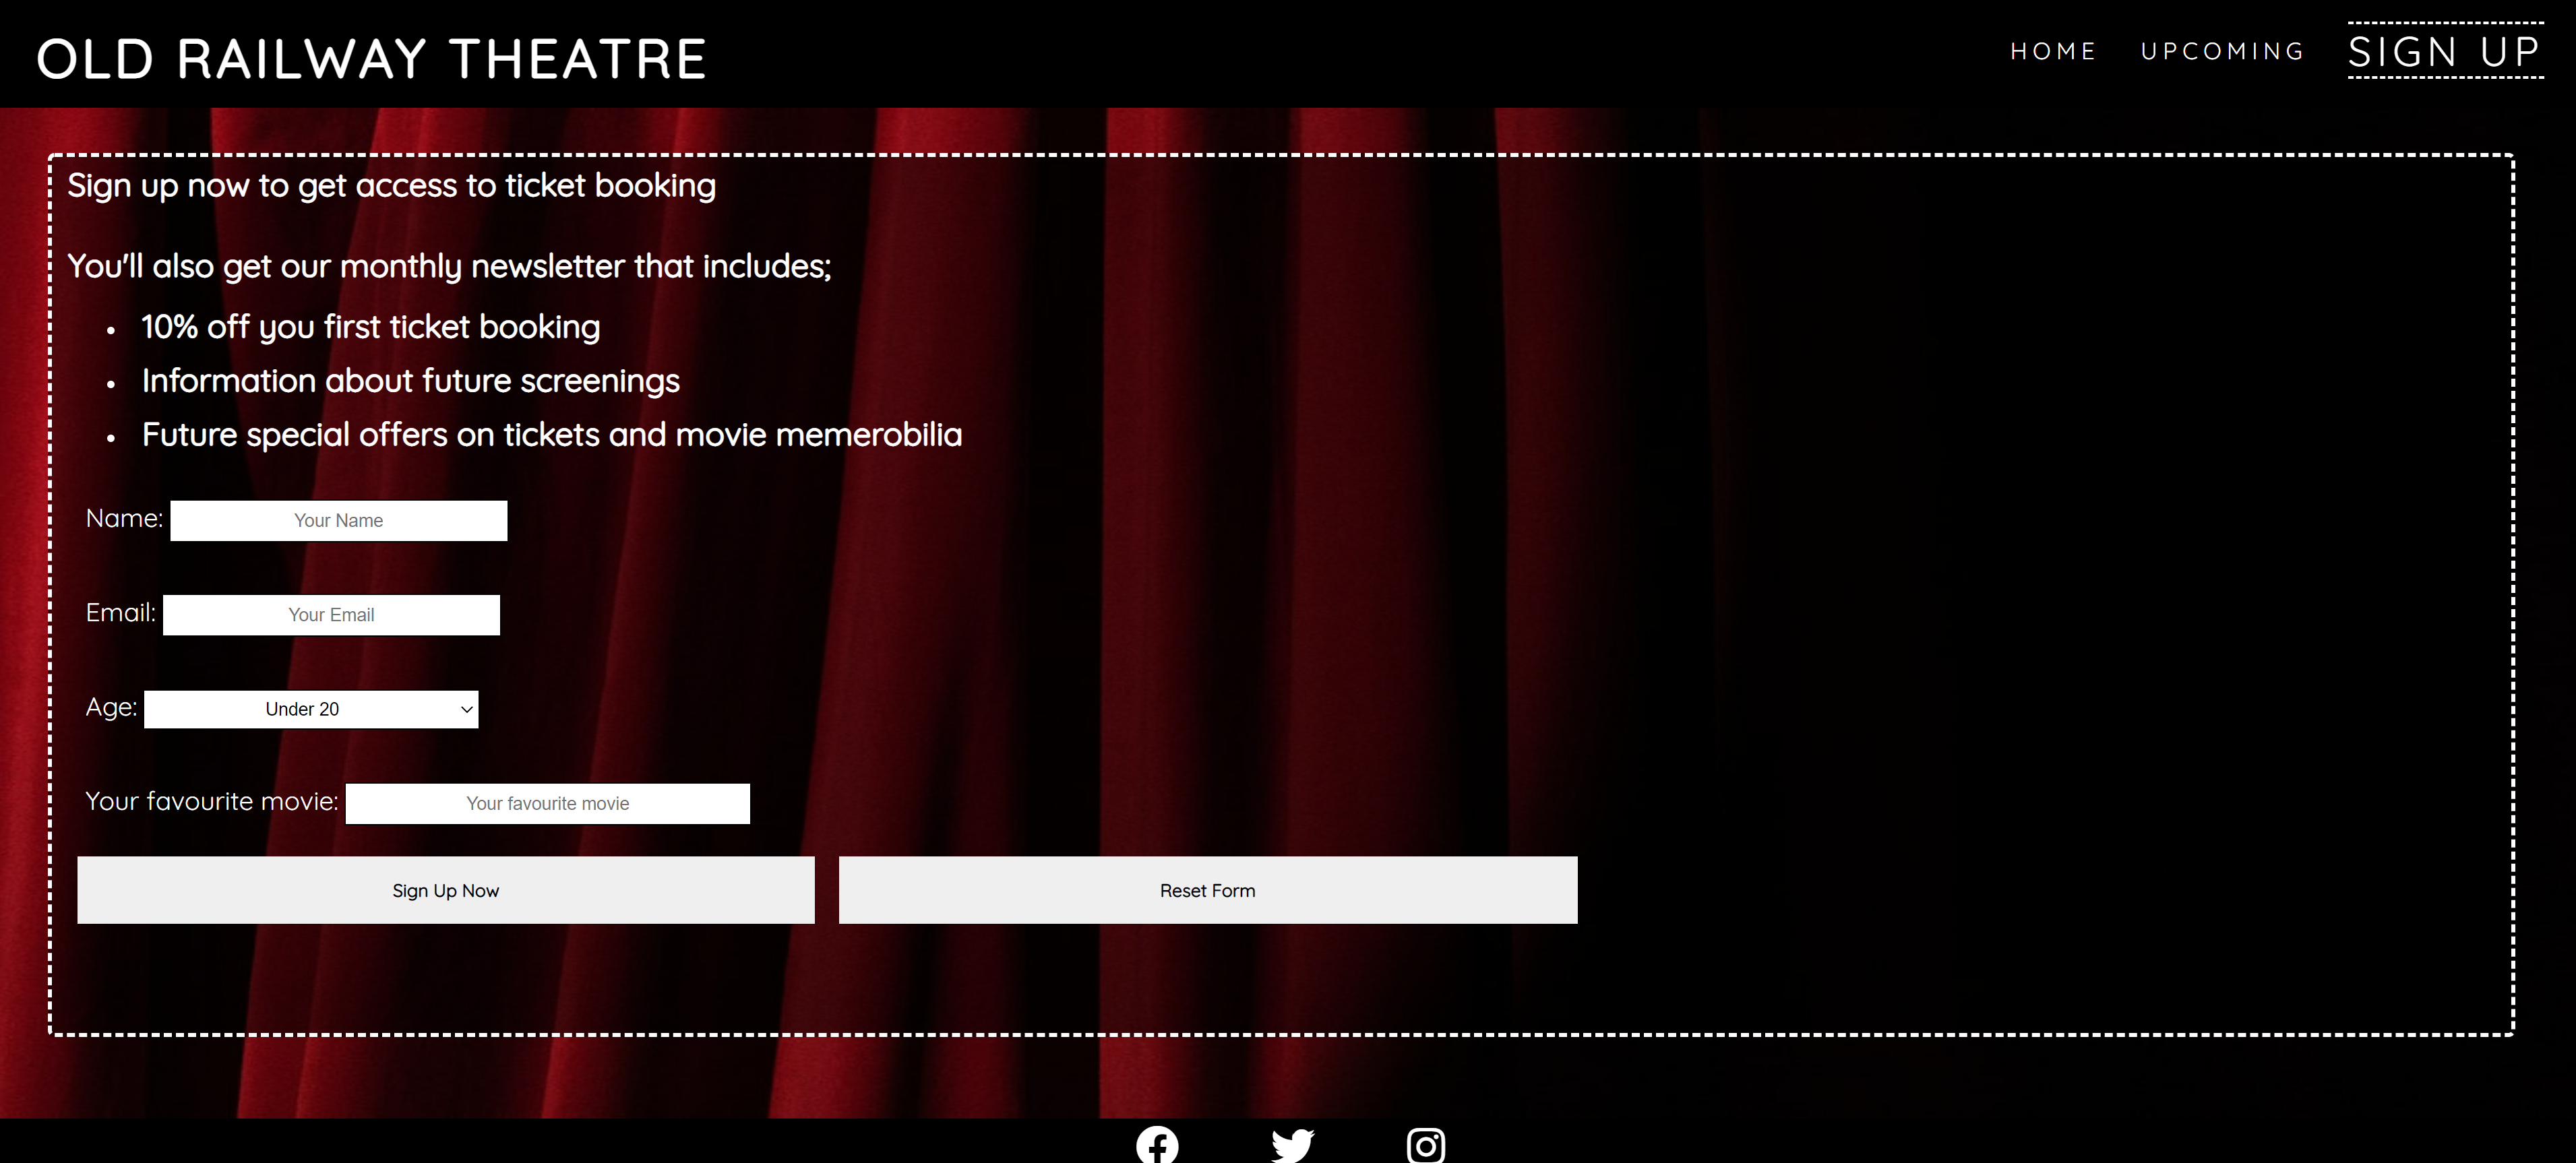 OLD RAILWAY THEATRE
HOME UPCOMING SIGN UP
Sign up now to get access to ticket booking
You'll also get our monthly newsletter that includes;
10% off you first ticket booking
Information about future screenings
Future special offers on tickets and movie memerobilia
Name: Your Name
Email: Your Email
Age: Under 20
Your favourite movie: Your favourite movie
Sign Up Now Reset Form